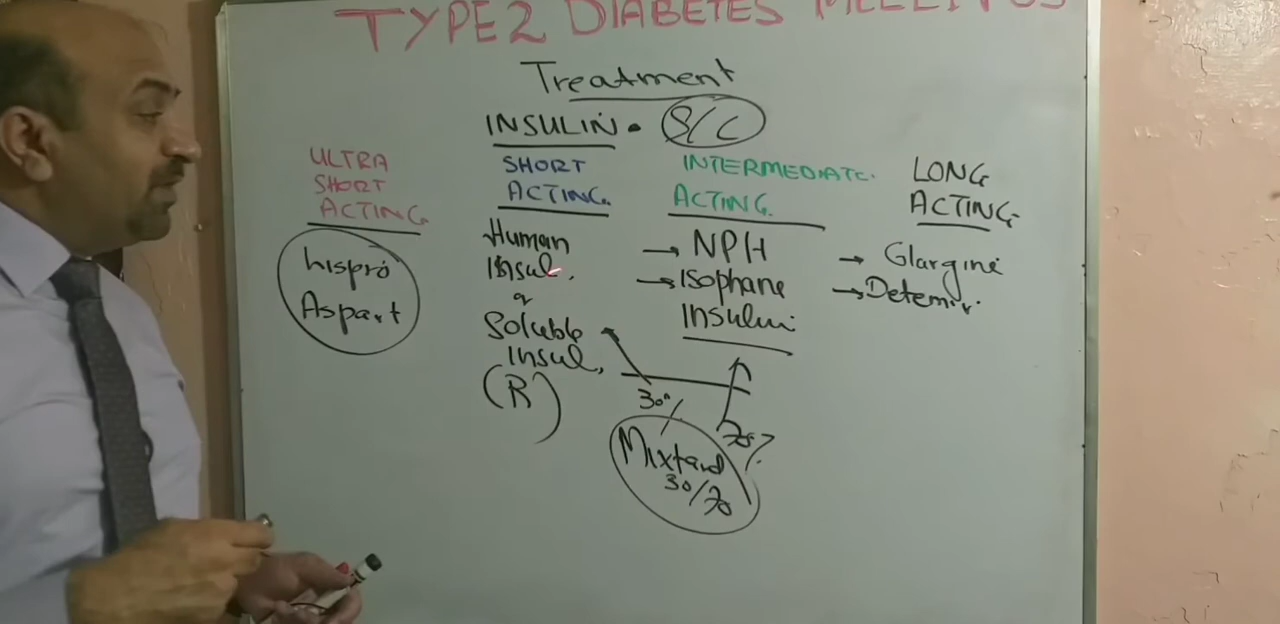 TYPE 2 DIABETES MELLITUS
Treatment
INSULIN. S/C
ULTRA
SHORT
ACTING
Lispro
Aspart
SHORT
ACTING.
Human
Insul.
or
Soluble
Insul,
(R)
INTERMEDIATE.
ACTING.
→ NPH
→ Isophane
Insulin
30%
70%
Mixtard
30/70
LONG
ACTING-
→ Glargine
→ Detemir.